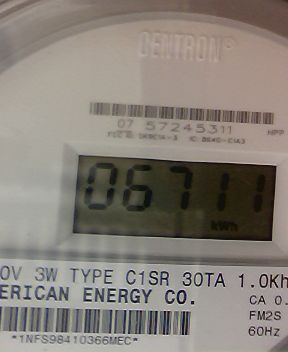 CENTRON®
07 57245311
HPP
06711
kWh
0V 3W TYPE C1SR 30TA 1.0Kh
ERICAN ENERGY CO.
CA 0.
FM2S
60Hz
*1NFS98410366MEC*